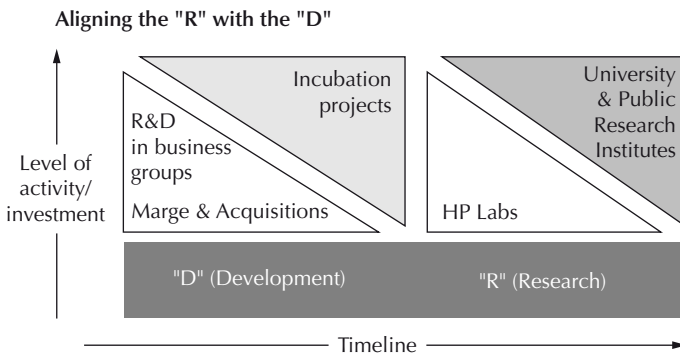 Aligning the "R" with the "D"
Incubation
projects
University
& Public
Research
Institutes
R&D
in business
groups
Marge & Acquisitions
HP Labs
Level of
activity/
investment
"D" (Development)
"R" (Research)
Timeline